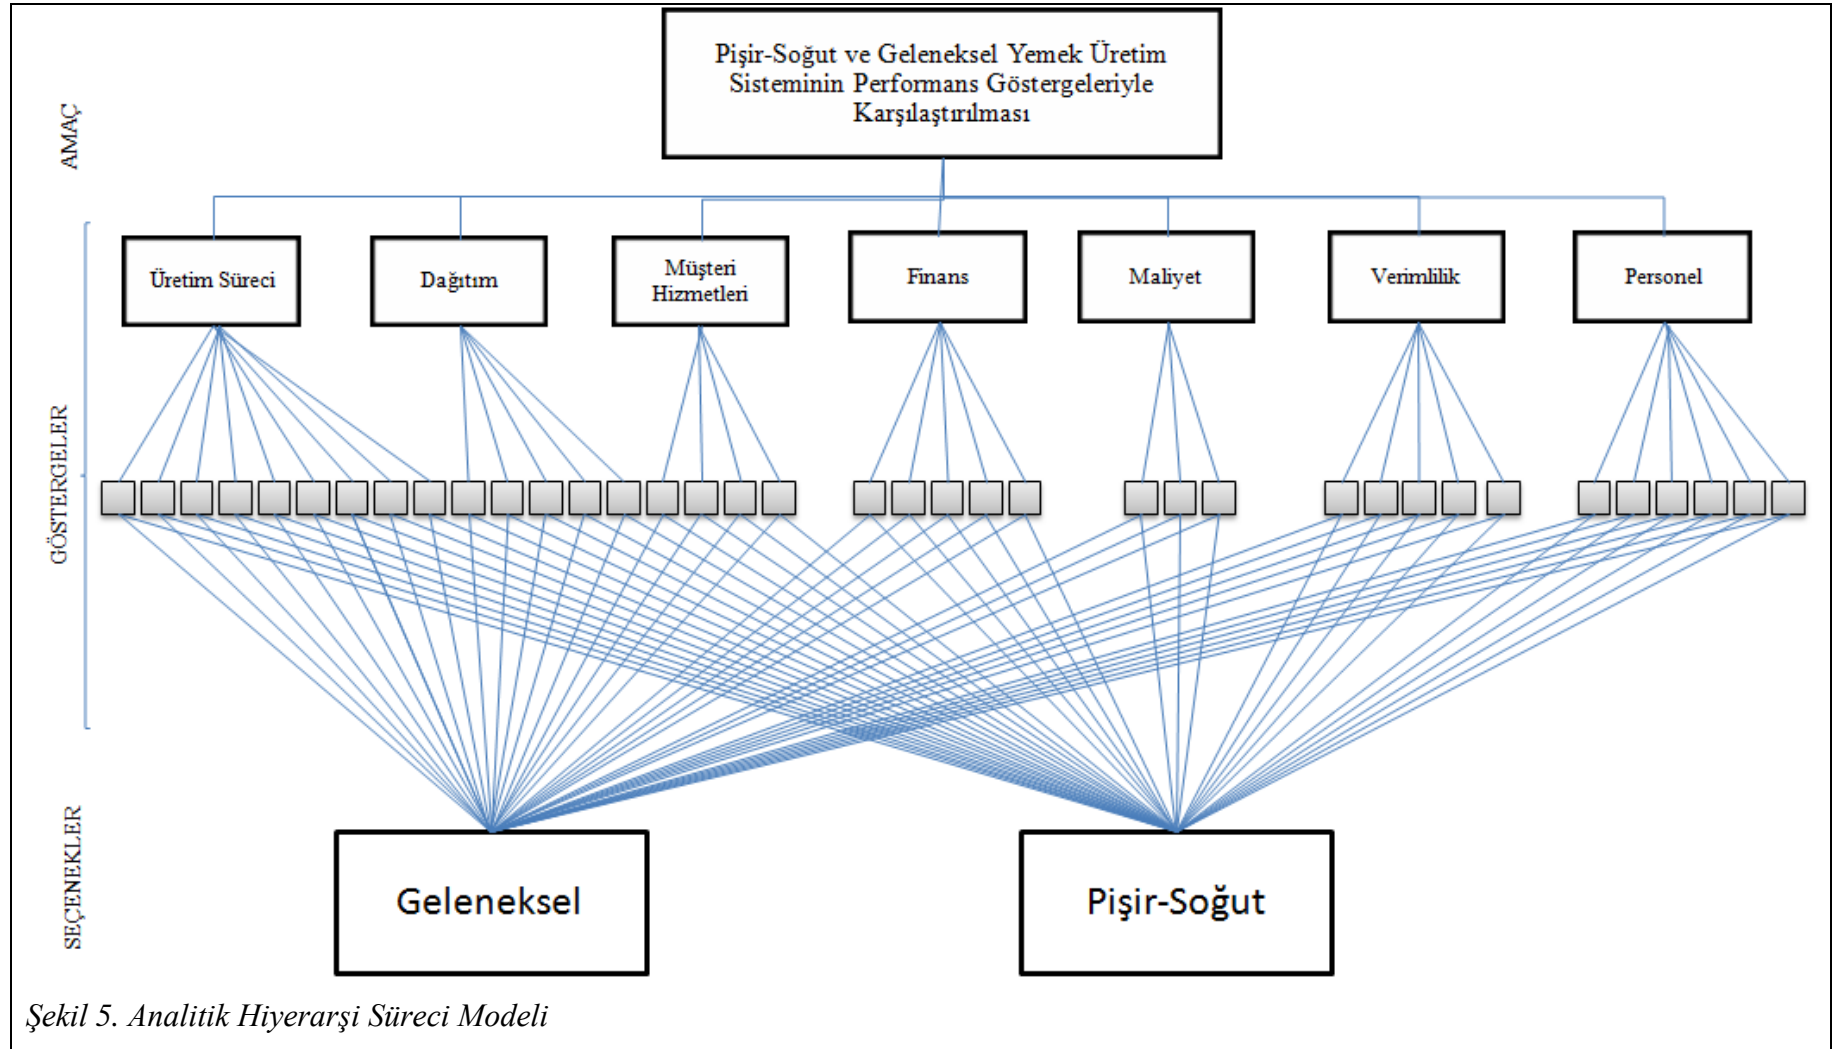 Pişir-Soğut ve Geleneksel Yemek Üretim
Sisteminin Performans Göstergeleriyle
Karşılaştırılması
AMAÇ
Üretim Süreci
Dağıtım
Müşteri
Hizmetleri
Finans
Maliyet
Verimlilik
Personel
GÖSTERGELER
SEÇENEKLER
Geleneksel
Pişir-Soğut
Şekil 5. Analitik Hiyerarşi Süreci Modeli